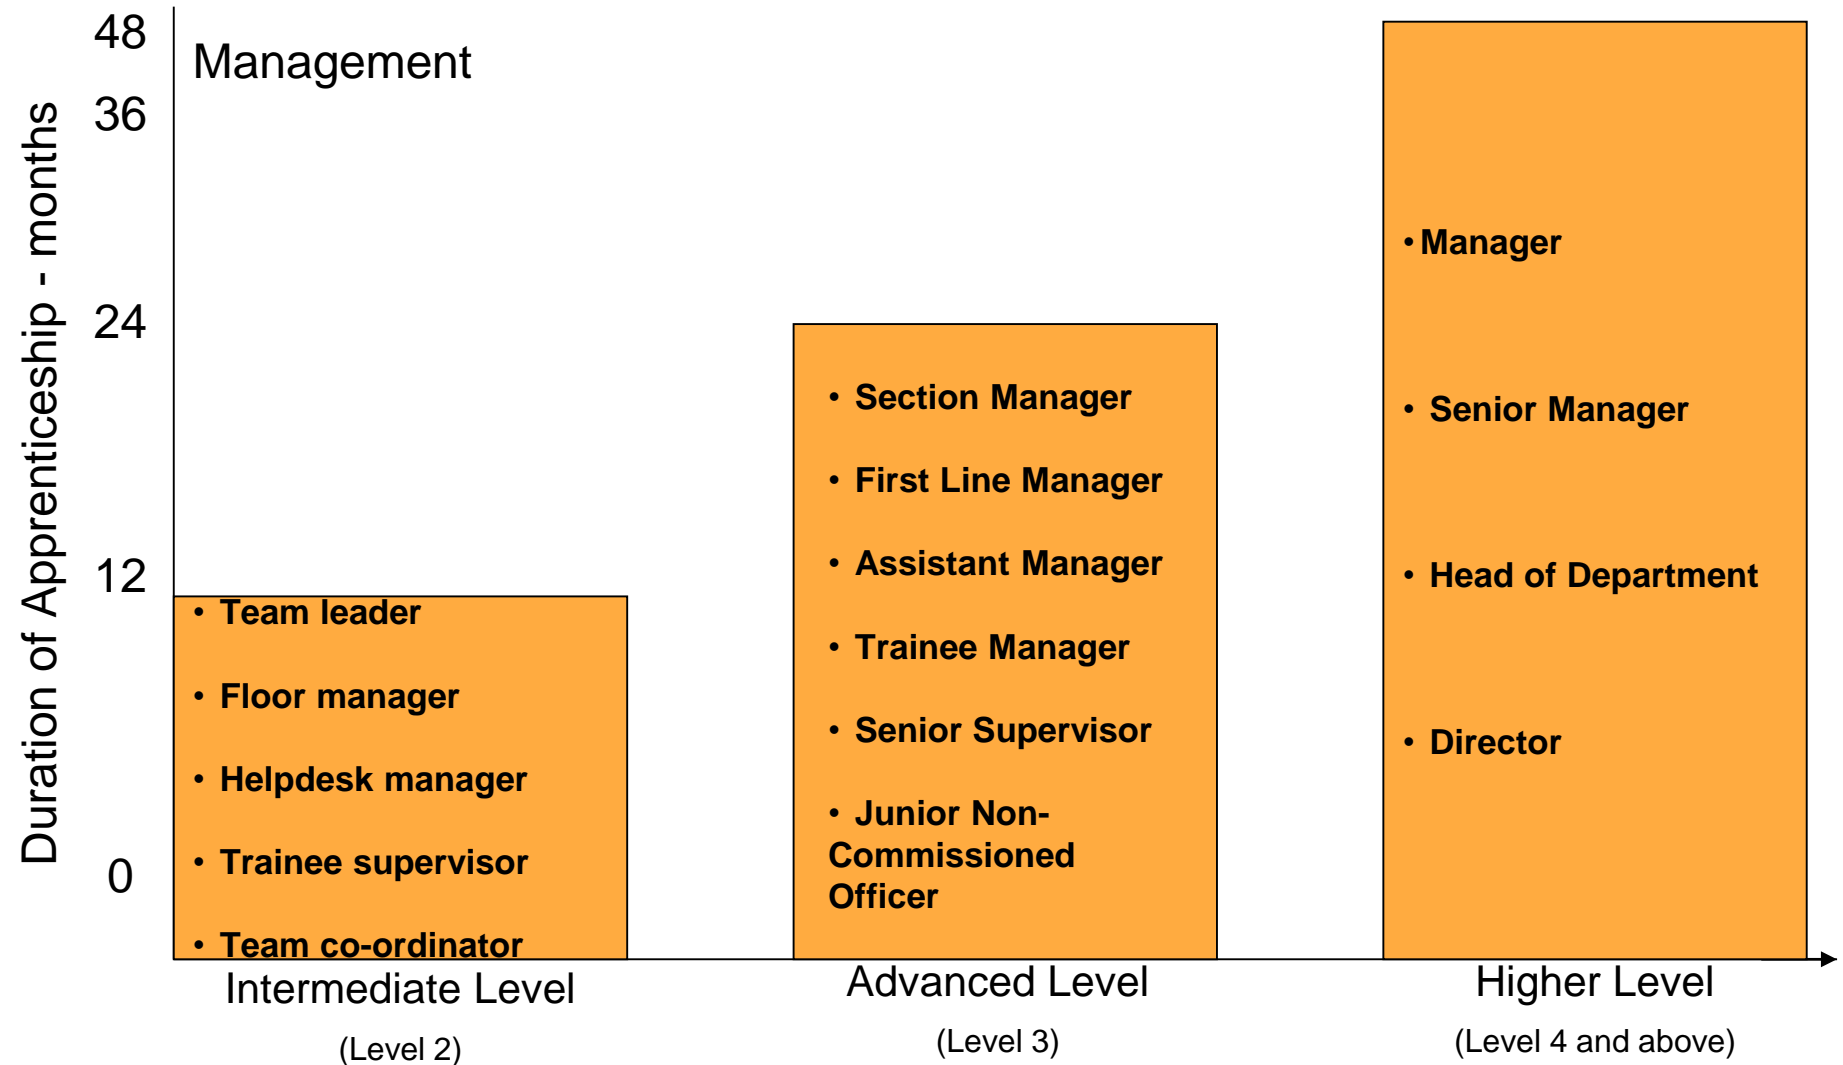 Management
Duration of Apprenticeship - months
48
36
24
12
0
• Team leader
• Floor manager
• Helpdesk manager
• Trainee supervisor
• Team co-ordinator
Intermediate Level
(Level 2)
• Section Manager
• First Line Manager
• Assistant Manager
• Trainee Manager
• Senior Supervisor
• Junior Non-
Commissioned
Officer
Advanced Level
(Level 3)
• Manager
• Senior Manager
• Head of Department
• Director
Higher Level
(Level 4 and above)